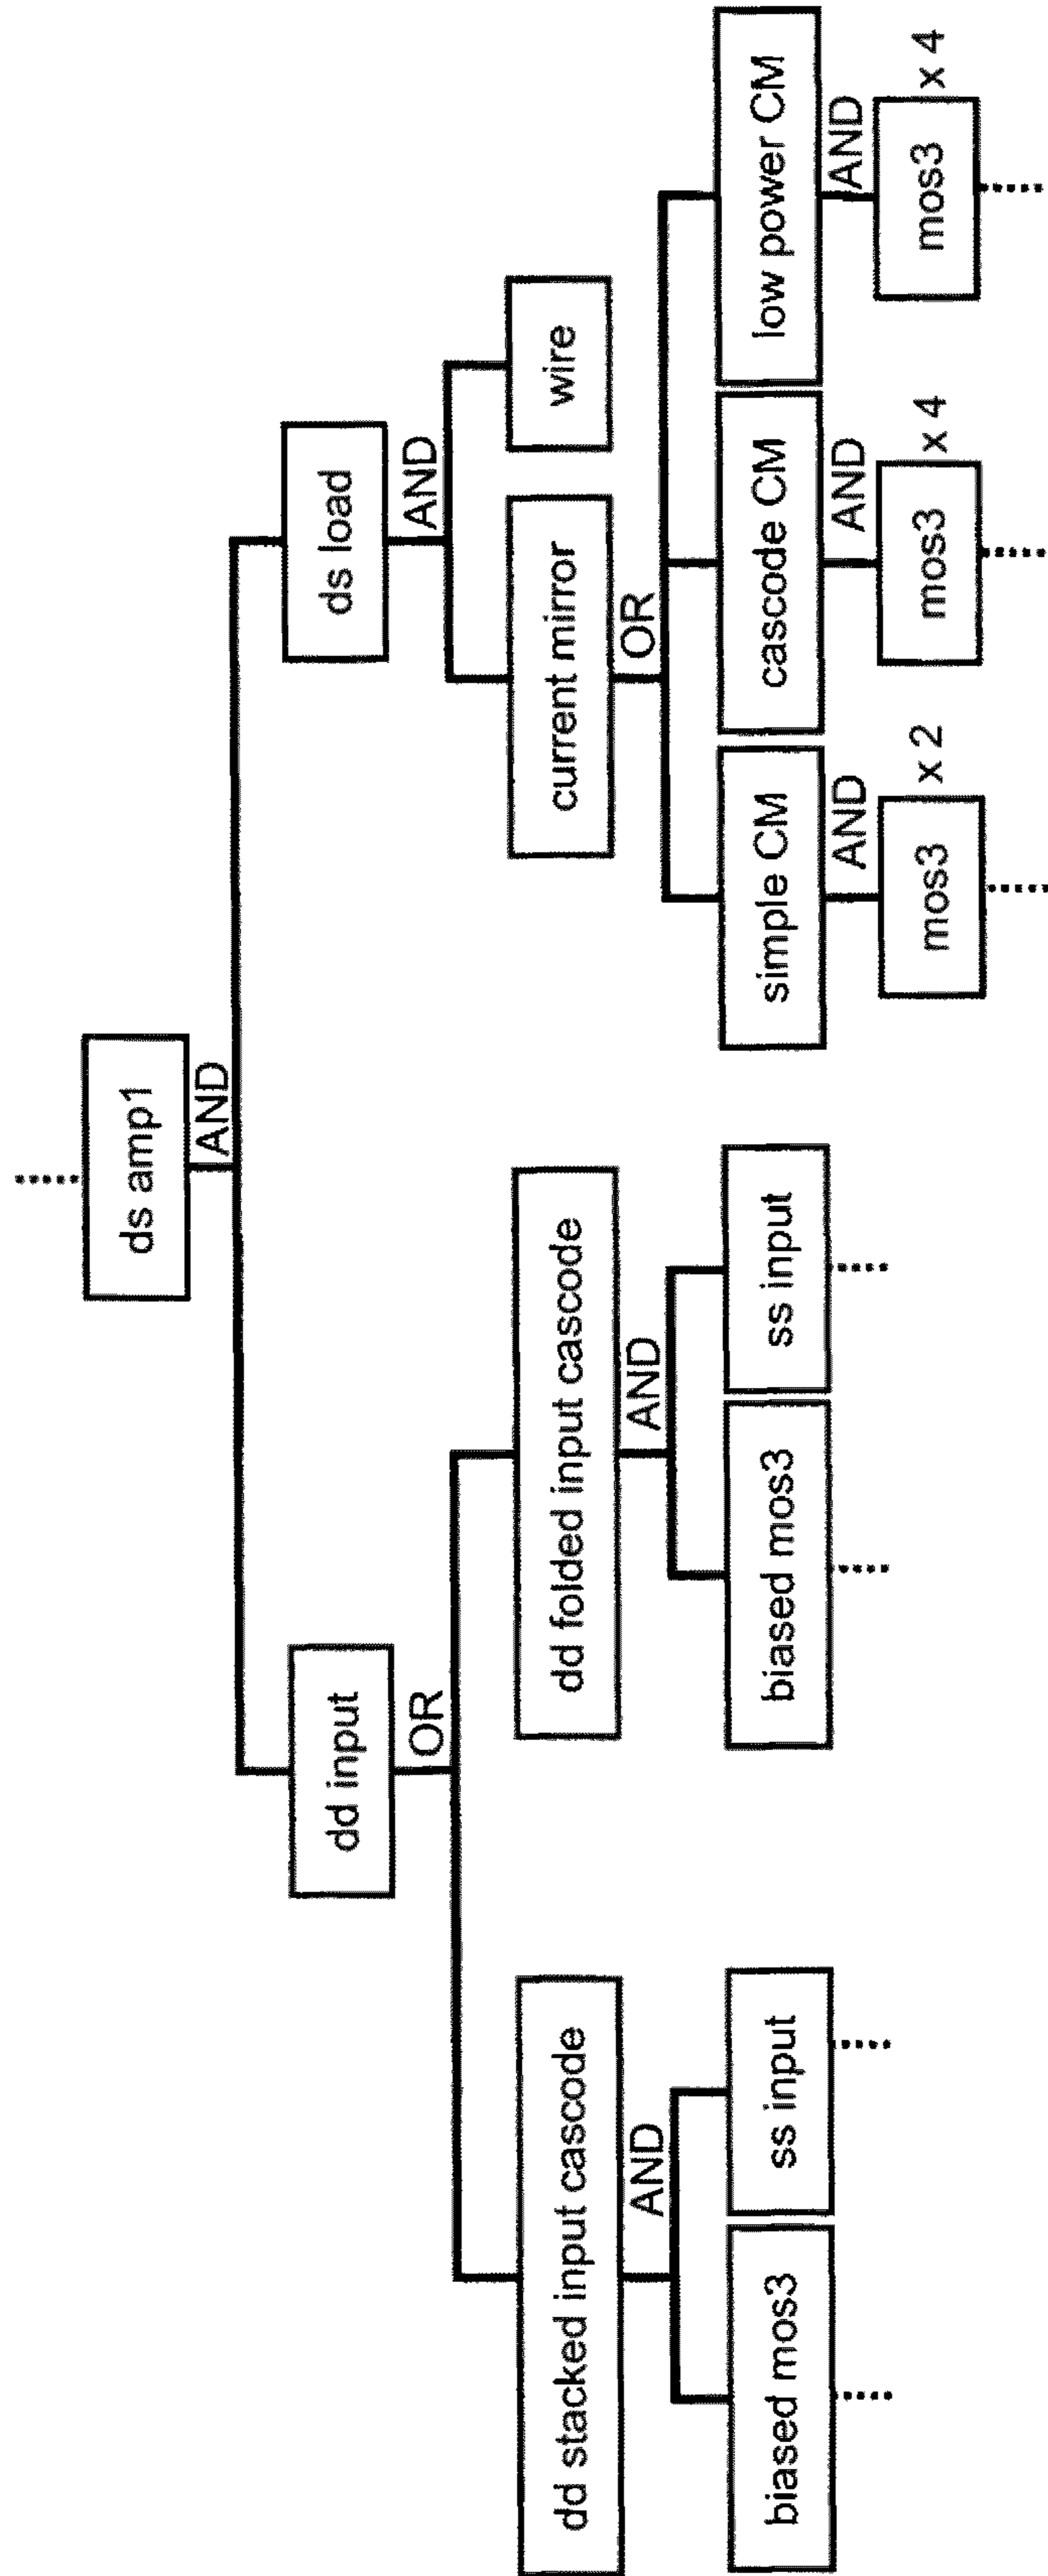 ds amp1
AND
dd input
ds load
OR
AND
dd stacked input cascode
dd folded input cascode
current mirror
wire
AND
AND
OR
biased mos3
ss input
biased mos3
ss input
simple CM
cascode CM
low power CM
AND
AND
AND
mos3
x 2
mos3
x 4
mos3
x 4